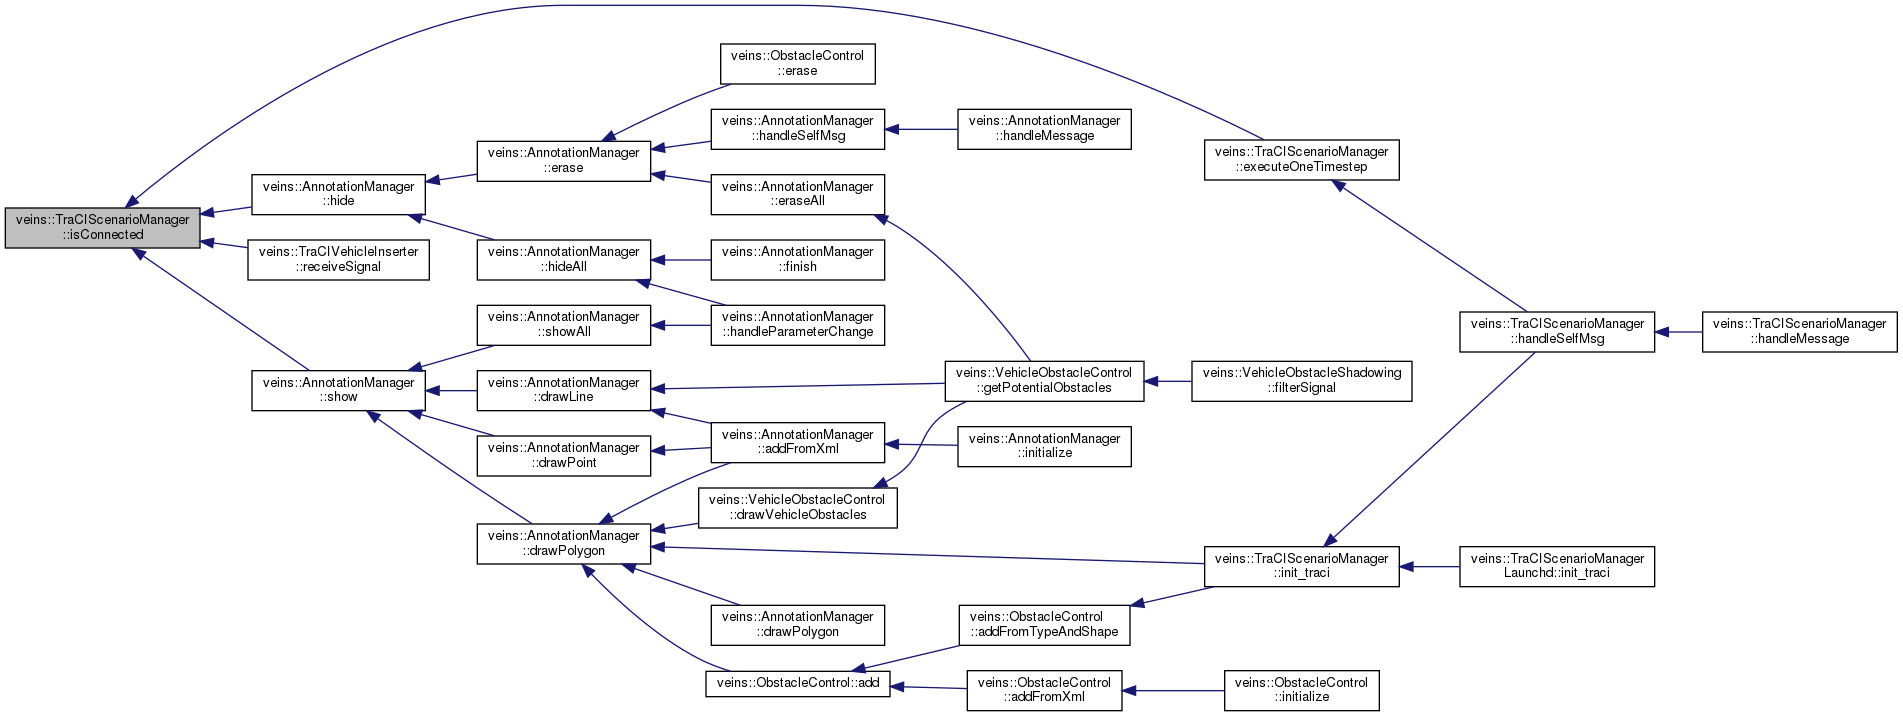 veins::TraCIScenarioManager
::isConnected
veins::AnnotationManager
::hide
veins::TraCIVehicleInserter
::receiveSignal
veins::AnnotationManager
::show
veins::AnnotationManager
::erase
veins::AnnotationManager
::hideAll
veins::AnnotationManager
::showAll
veins::AnnotationManager
::drawLine
veins::AnnotationManager
::drawPoint
veins::AnnotationManager
::drawPolygon
veins::ObstacleControl
::erase
veins::AnnotationManager
::handleSelfMsg
veins::AnnotationManager
::eraseAll
veins::AnnotationManager
::finish
veins::AnnotationManager
::handleParameterChange
veins::AnnotationManager
::addFromXml
veins::VehicleObstacleControl
::drawVehicleObstacles
veins::AnnotationManager
::drawPolygon
veins::ObstacleControl::add
veins::AnnotationManager
::handleMessage
veins::VehicleObstacleControl
::getPotentialObstacles
veins::AnnotationManager
::initialize
veins::ObstacleControl
::addFromTypeAndShape
veins::ObstacleControl
::addFromXml
veins::TraCIScenarioManager
::executeOneTimestep
veins::VehicleObstacleShadowing
::filterSignal
veins::TraCIScenarioManager
::init_traci
veins::ObstacleControl
::initialize
veins::TraCIScenarioManager
::handleSelfMsg
veins::TraCIScenarioManager
Launchd::init_traci
veins::TraCIScenarioManager
::handleMessage